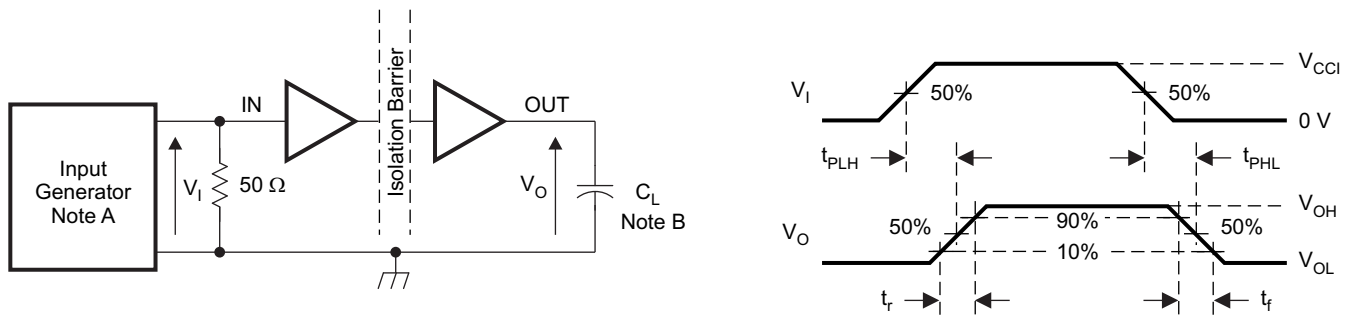 Input
Generator
Note A
V_I
50 Ω
IN
Isolation Barrier
OUT
V_O
C_L
Note B
V_I
50%
50%
V_CCI
0 V
t_PLH
t_PHL
V_O
50%
90%
10%
50%
V_OH
V_OL
t_r
t_f